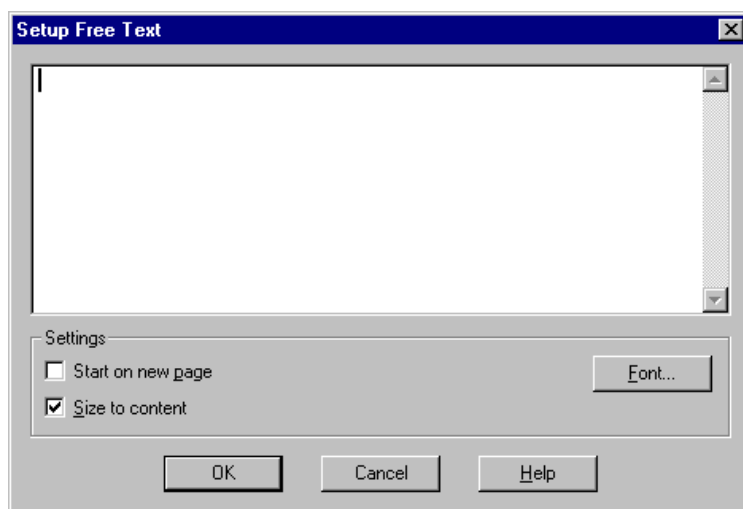 Setup Free Text
Settings
Start on new page
Font...
Size to content
OK Cancel Help